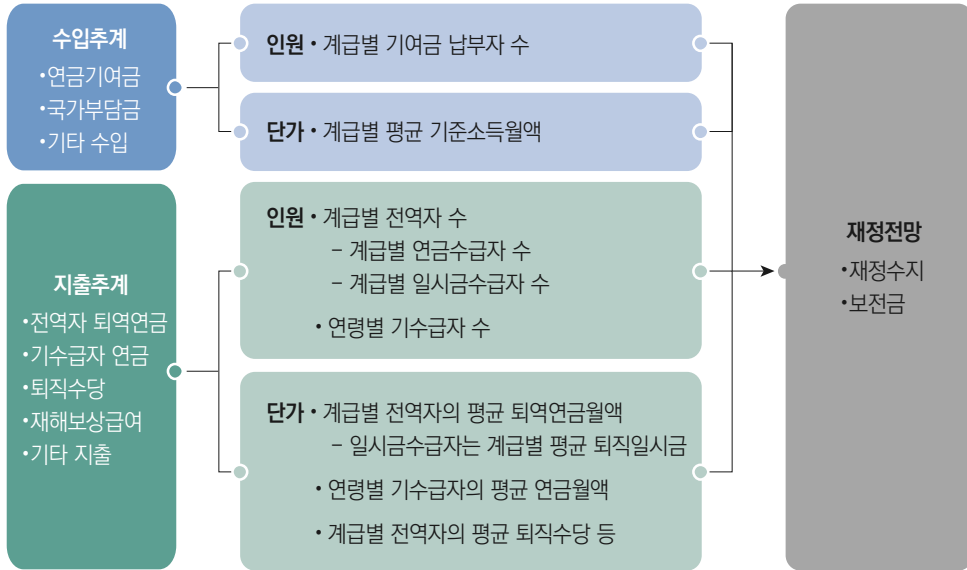 수입추계
•연금기여금
•국가부담금
•기타 수입
인원 • 계급별 기여금 납부자 수
단가 • 계급별 평균 기준소득월액
지출추계
•전역자 퇴역연금
•기수급자 연금
•퇴직수당
•재해보상급여
•기타 지출
인원 • 계급별 전역자 수
– 계급별 연금수급자 수
– 계급별 일시금수급자 수
• 연령별 기수급자 수
단가 • 계급별 전역자의 평균 퇴역연금월액
– 일시금수급자는 계급별 평균 퇴직일시금
• 연령별 기수급자의 평균 연금월액
• 계급별 전역자의 평균 퇴직수당 등
재정전망
•재정수지
•보전금